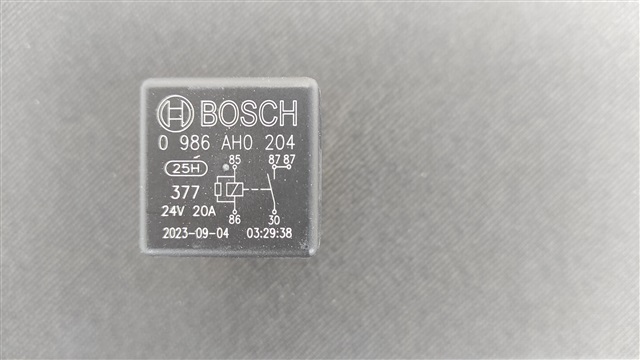 BOSCH
0 986 AH0 204
25H 85 87 87
377
24V 20A 86 30
2023-09-04 03:29:38